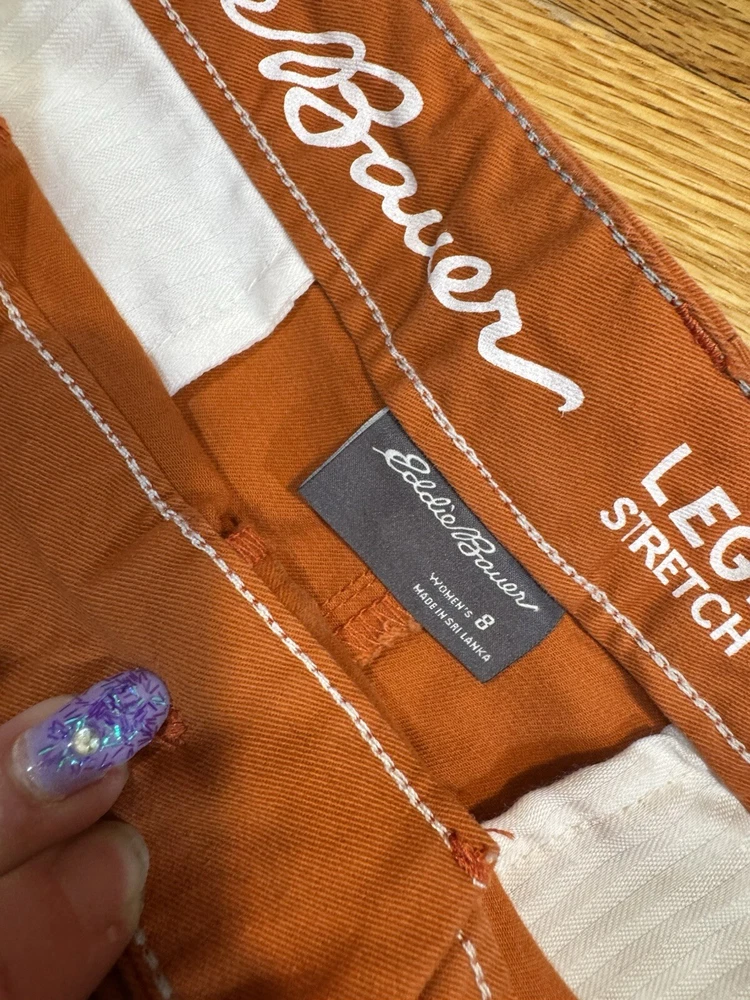 Bauer
LEG
STRETCH
Eddie Bauer
WOMEN'S 8
MADE IN SRI LANKA